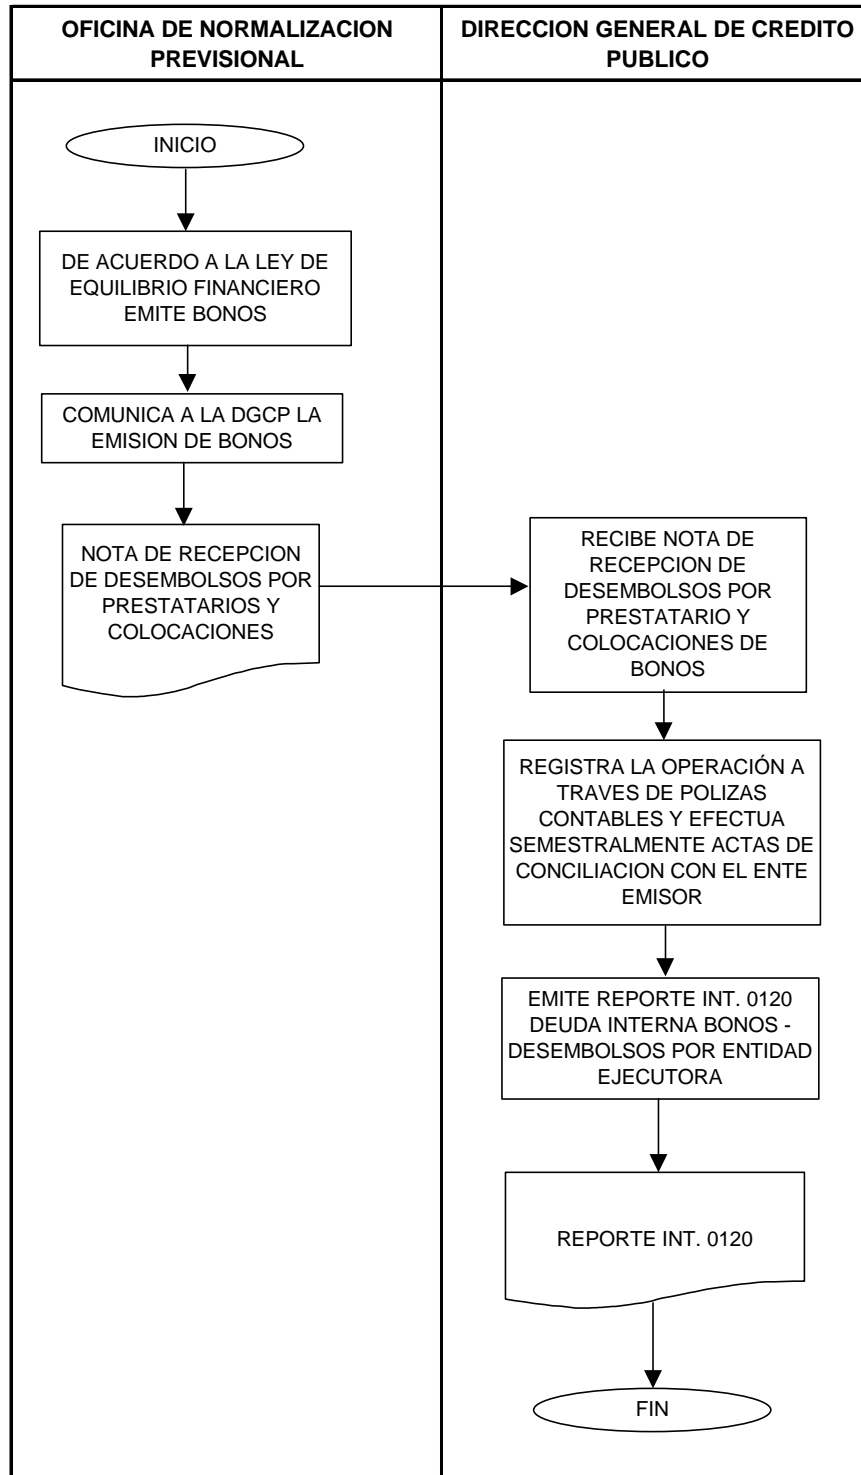 OFICINA DE NORMALIZACION
PREVISIONAL
DIRECCION GENERAL DE CREDITO
PUBLICO
INICIO
DE ACUERDO A LA LEY DE
EQUILIBRIO FINANCIERO
EMITE BONOS
COMUNICA A LA DGCP LA
EMISION DE BONOS
NOTA DE RECEPCION
DE DESEMBOLSOS POR
PRESTATARIOS Y
COLOCACIONES
RECIBE NOTA DE
RECEPCION DE
DESEMBOLSOS POR
PRESTATARIO Y
COLOCACIONES DE
BONOS
REGISTRA LA OPERACIÓN A
TRAVES DE POLIZAS
CONTABLES Y EFECTUA
SEMESTRALMENTE ACTAS DE
CONCILIACION CON EL ENTE
EMISOR
EMITE REPORTE INT. 0120
DEUDA INTERNA BONOS -
DESEMBOLSOS POR ENTIDAD
EJECUTORA
REPORTE INT. 0120
FIN